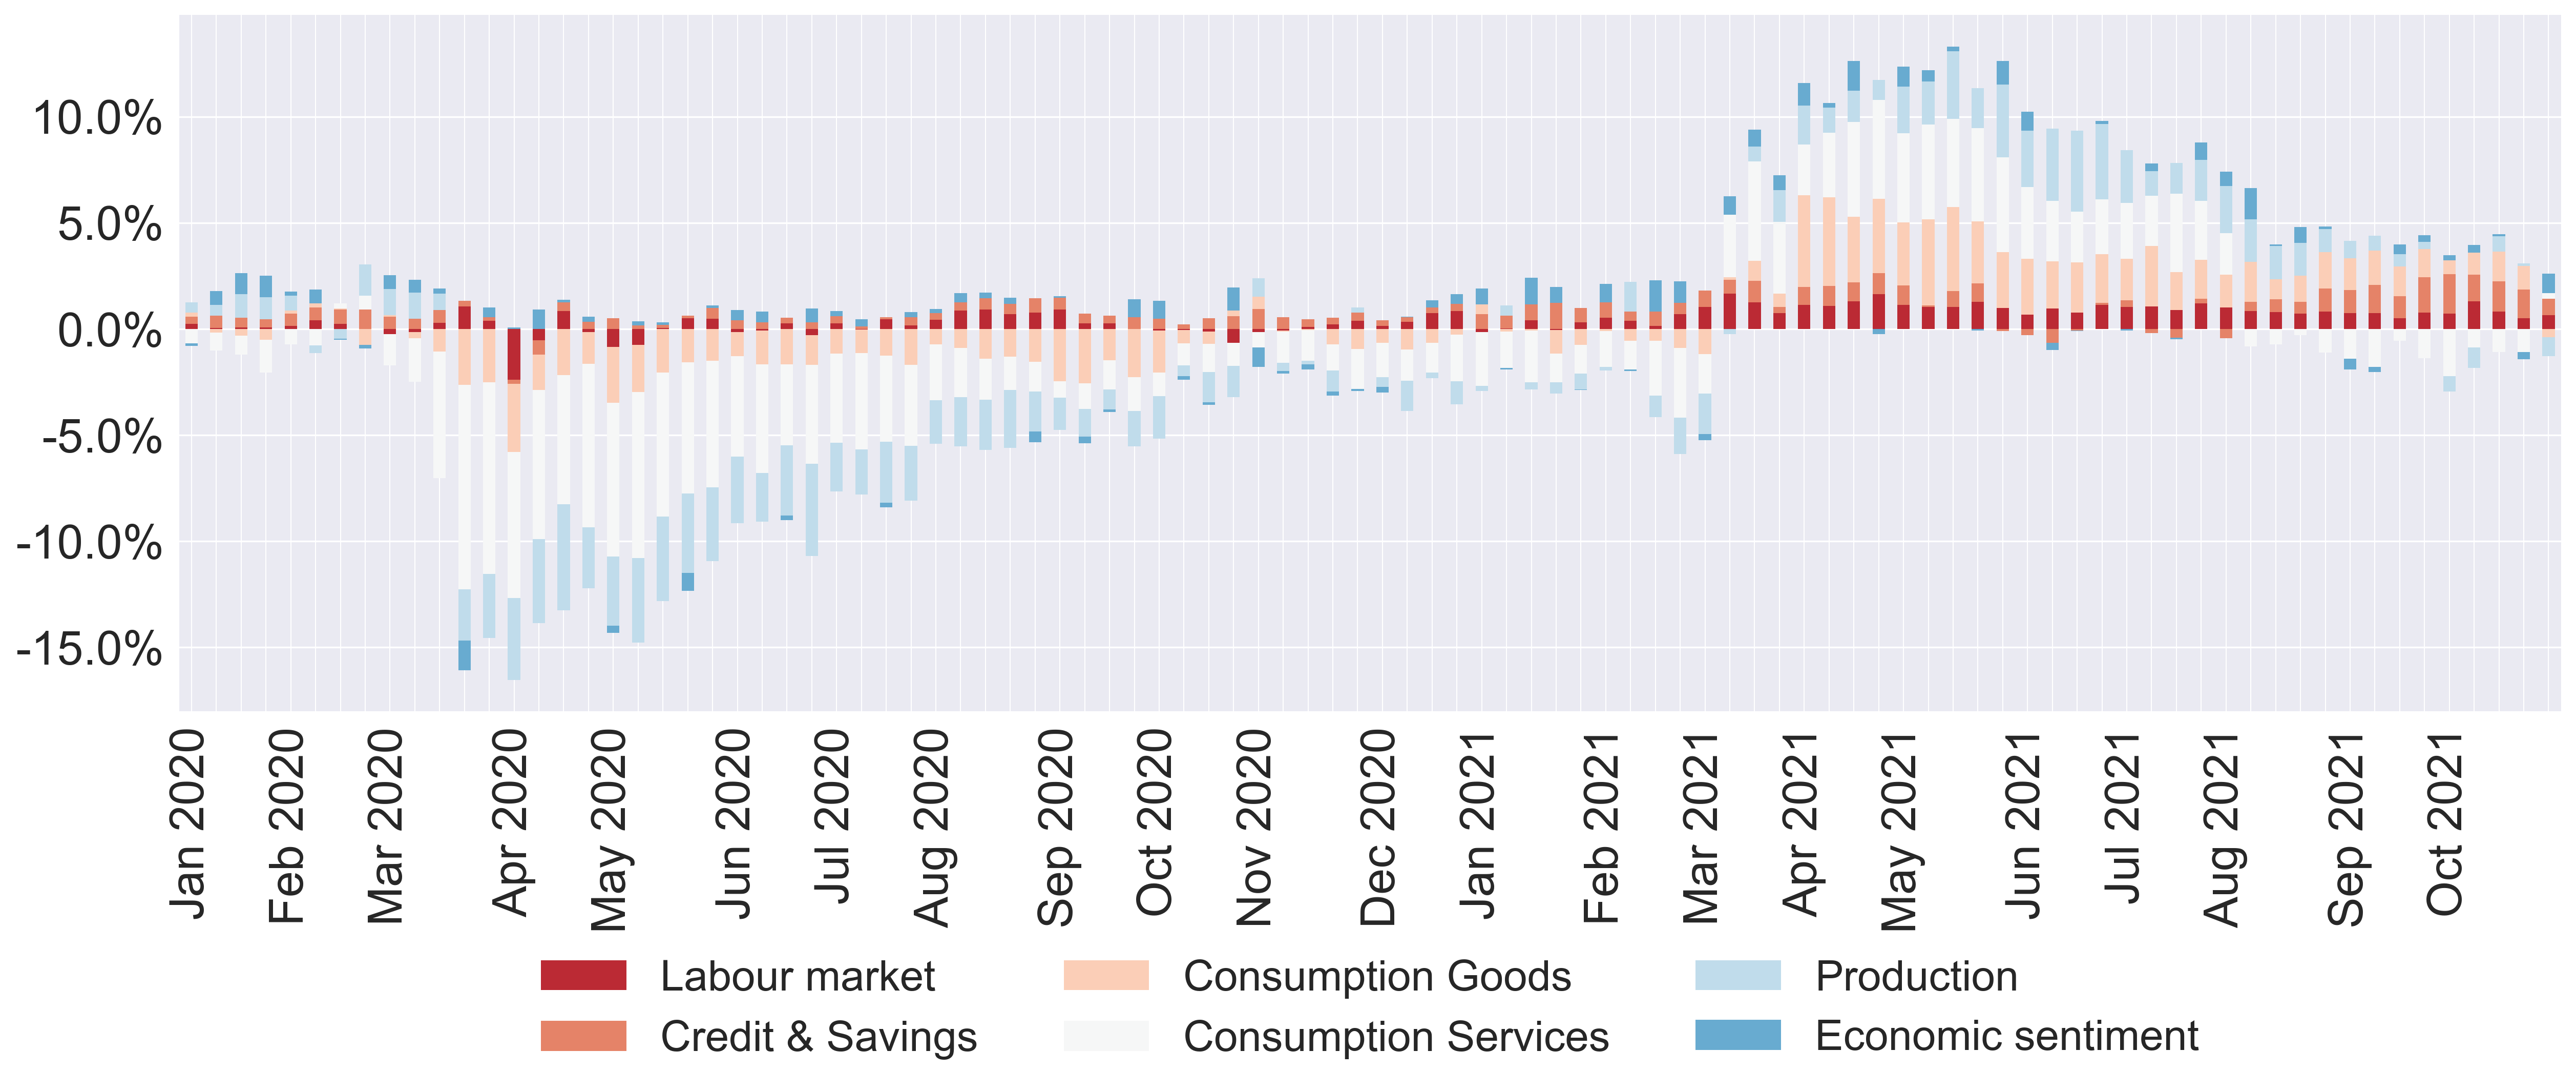 10.0%
5.0%
0.0%
-5.0%
-10.0%
-15.0%
Jan 2020
Feb 2020
Mar 2020
Apr 2020
May 2020
Jun 2020
Jul 2020
Aug 2020
Sep 2020
Oct 2020
Nov 2020
Dec 2020
Jan 2021
Feb 2021
Mar 2021
Apr 2021
May 2021
Jun 2021
Jul 2021
Aug 2021
Sep 2021
Oct 2021
Labour market
Consumption Goods
Production
Credit & Savings
Consumption Services
Economic sentiment